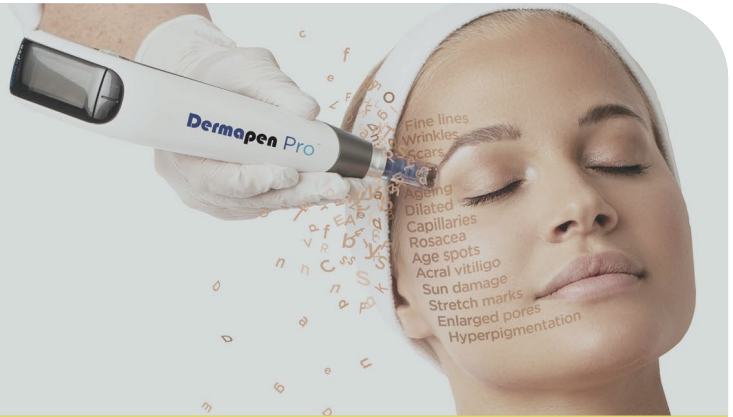 Dermapen Pro
Fine lines
Wrinkles
Scars
Ageing
Dilated
Capillaries
Rosacea
Age spots
Acral vitiligo
Sun damage
Stretch marks
Enlarged pores
Hyperpigmentation